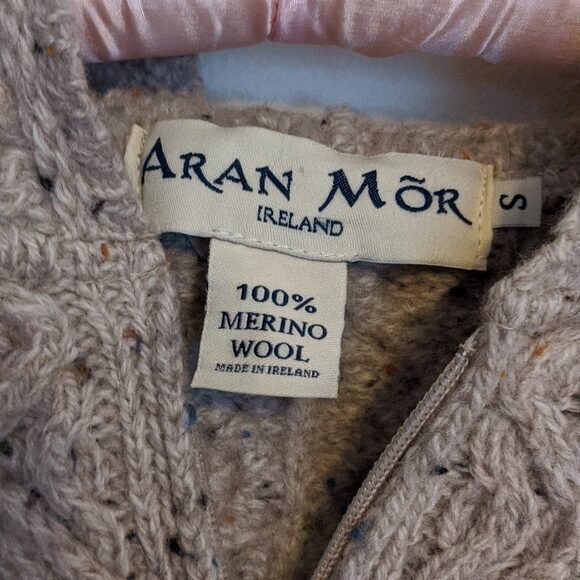 ARAN MÕR
IRELAND
S
100%
MERINO
WOOL
MADE IN IRELAND